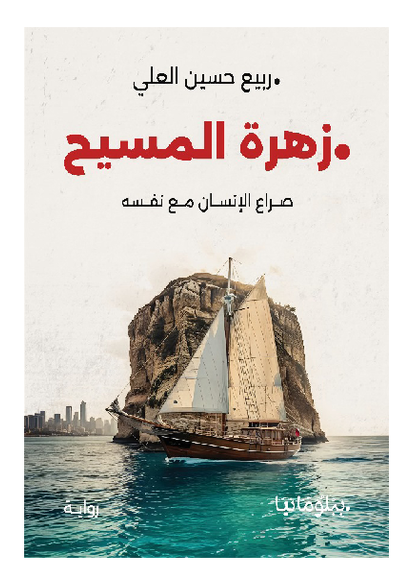 ربيع حسين العلي
زهرة المسيح
صراع الإنسان مع نفسه
ببلومانيا
رواية